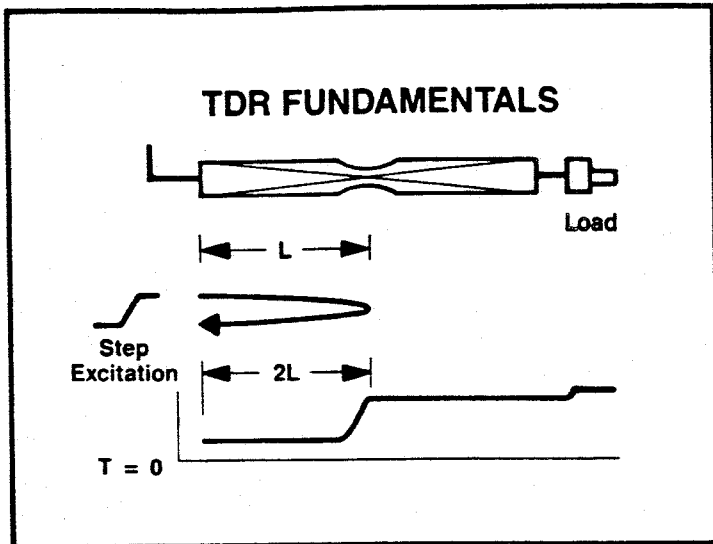 TDR FUNDAMENTALS
Load
L
Step
Excitation
2L
T = 0